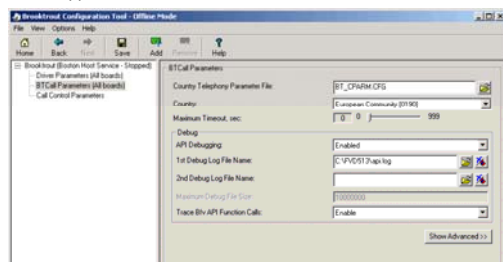 Brooktrout Configuration Tool - Offline Mode
File View Options Help
Home Back Next Save Add Remove Help
Brooktrout (Boston Host Service - Stopped)
Driver Parameters (All boards)
BTCall Parameters (All boards)
Call Control Parameters
BTCall Parameters
Country Telephony Parameter File: BT_CPARM.CFG
Country: European Community (0190)
Maximum Timeout, sec: 0 0 999
Debug
API Debugging: Enabled
1st Debug Log File Name: C:\FVD513\api.log
2nd Debug Log File Name:
Maximum Debug File Size: 10000000
Trace Bfv API Function Calls: Enable
Show Advanced >>